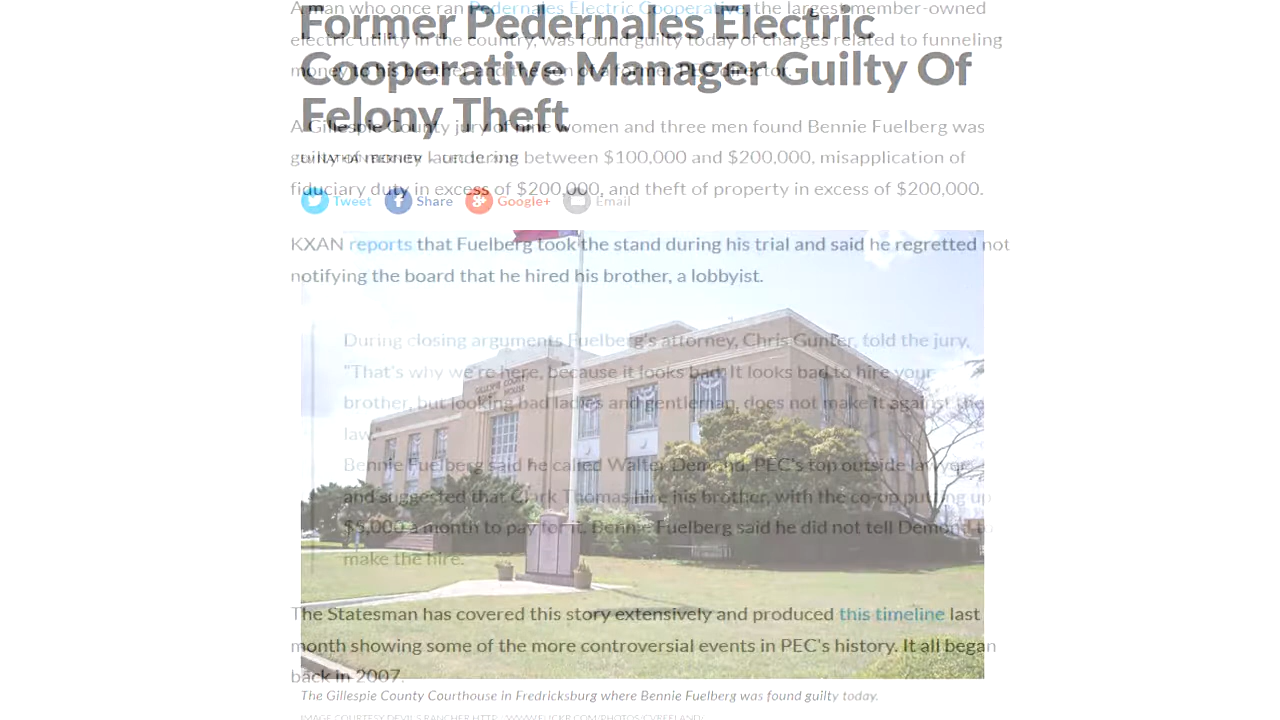 A man who once ran Pedernales Electric Cooperative, the largest member-owned
electric utility in the country, was found guilty today of charges related to funneling
money to his brother and the son of a former PEC director.
Former Pedernales Electric
Cooperative Manager Guilty Of
Felony Theft
A Gillespie County jury of nine women and three men found Bennie Fuelberg was
guilty of money laundering between $100,000 and $200,000, misapplication of
fiduciary duty in excess of $200,000, and theft of property in excess of $200,000.
Tweet Share Google+ Email
KXAN reports that Fuelberg took the stand during his trial and said he regretted not
notifying the board that he hired his brother, a lobbyist.
During closing arguments Fuelberg's attorney, Chris Gunter, told the jury,
"That's why we're here, because it looks bad. It looks bad to hire your
brother, but looking bad ladies and gentleman, does not make it against the
law."
GILLESPIE COUNTY
Bennie Fuelberg said he called Walter Demond, PEC's top outside lawyer,
and suggested that Clark Thomas hire his brother, with the co-op putting up
$5,000 a month to pay for it. Bennie Fuelberg said he did not tell Demond to
make the hire.
The Statesman has covered this story extensively and produced this timeline last
month showing some of the more controversial events in PEC's history. It all began
back in 2007.
The Gillespie County Courthouse in Fredricksburg where Bennie Fuelberg was found guilty today.